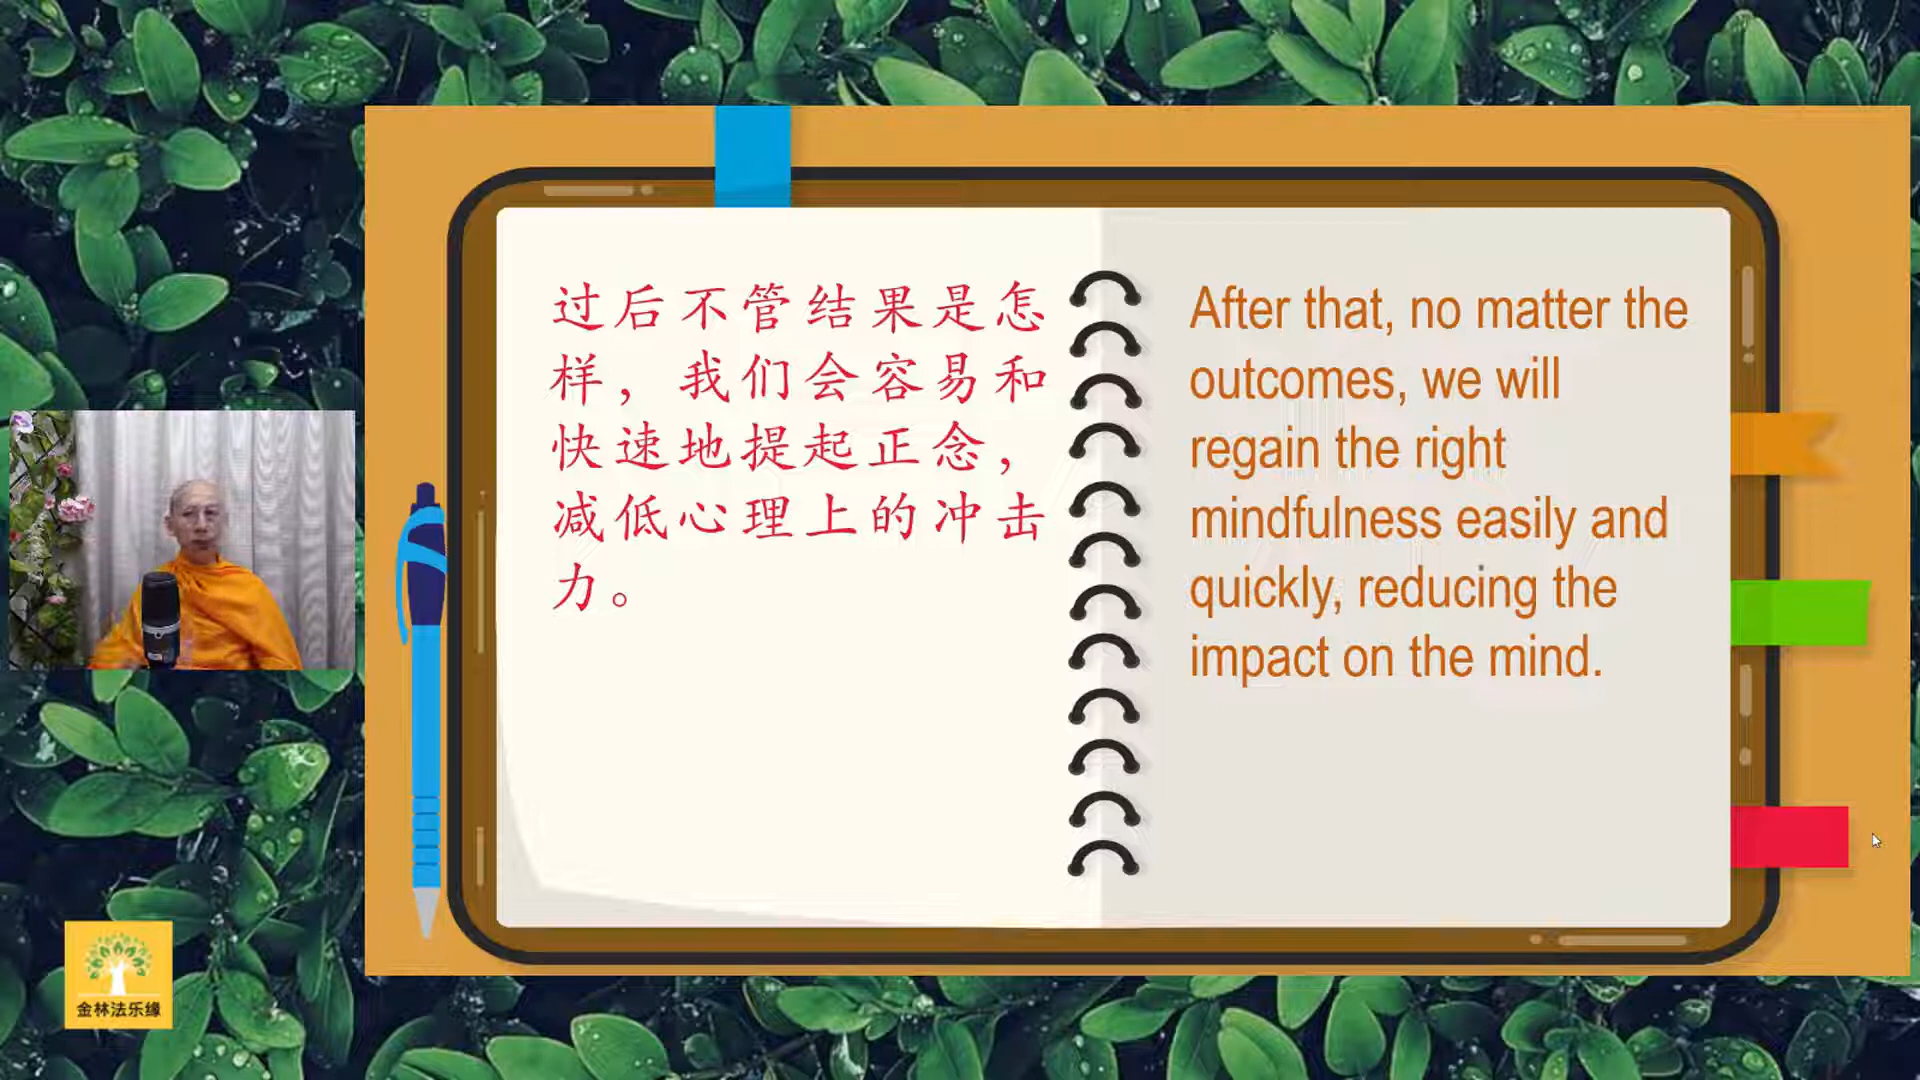 过后不管结果是怎
样，我们会容易和
快速地提起正念，
减低心理上的冲击
力。
After that, no matter the
outcomes, we will
regain the right
mindfulness easily and
quickly, reducing the
impact on the mind.
金林法乐缘